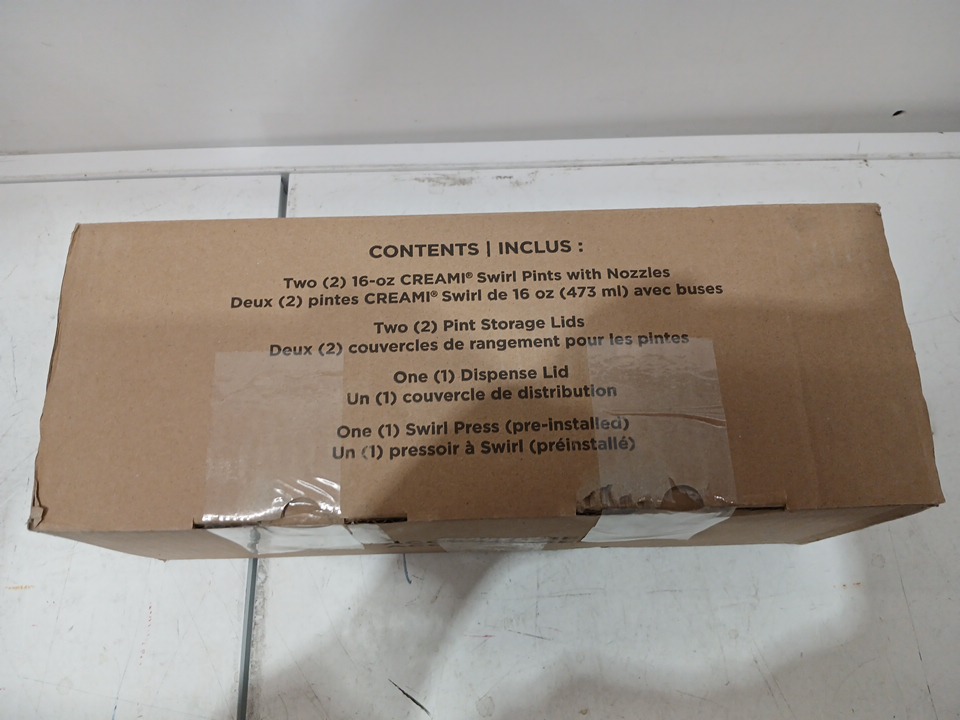 CONTENTS | INCLUS :
Two (2) 16-oz CREAMi® Swirl Pints with Nozzles
Deux (2) pintes CREAMi® Swirl de 16 oz (473 ml) avec buses
Two (2) Pint Storage Lids
Deux (2) couvercles de rangement pour les pintes
One (1) Dispense Lid
Un (1) couvercle de distribution
One (1) Swirl Press (pre-installed)
Un (1) pressoir à Swirl (préinstallé)